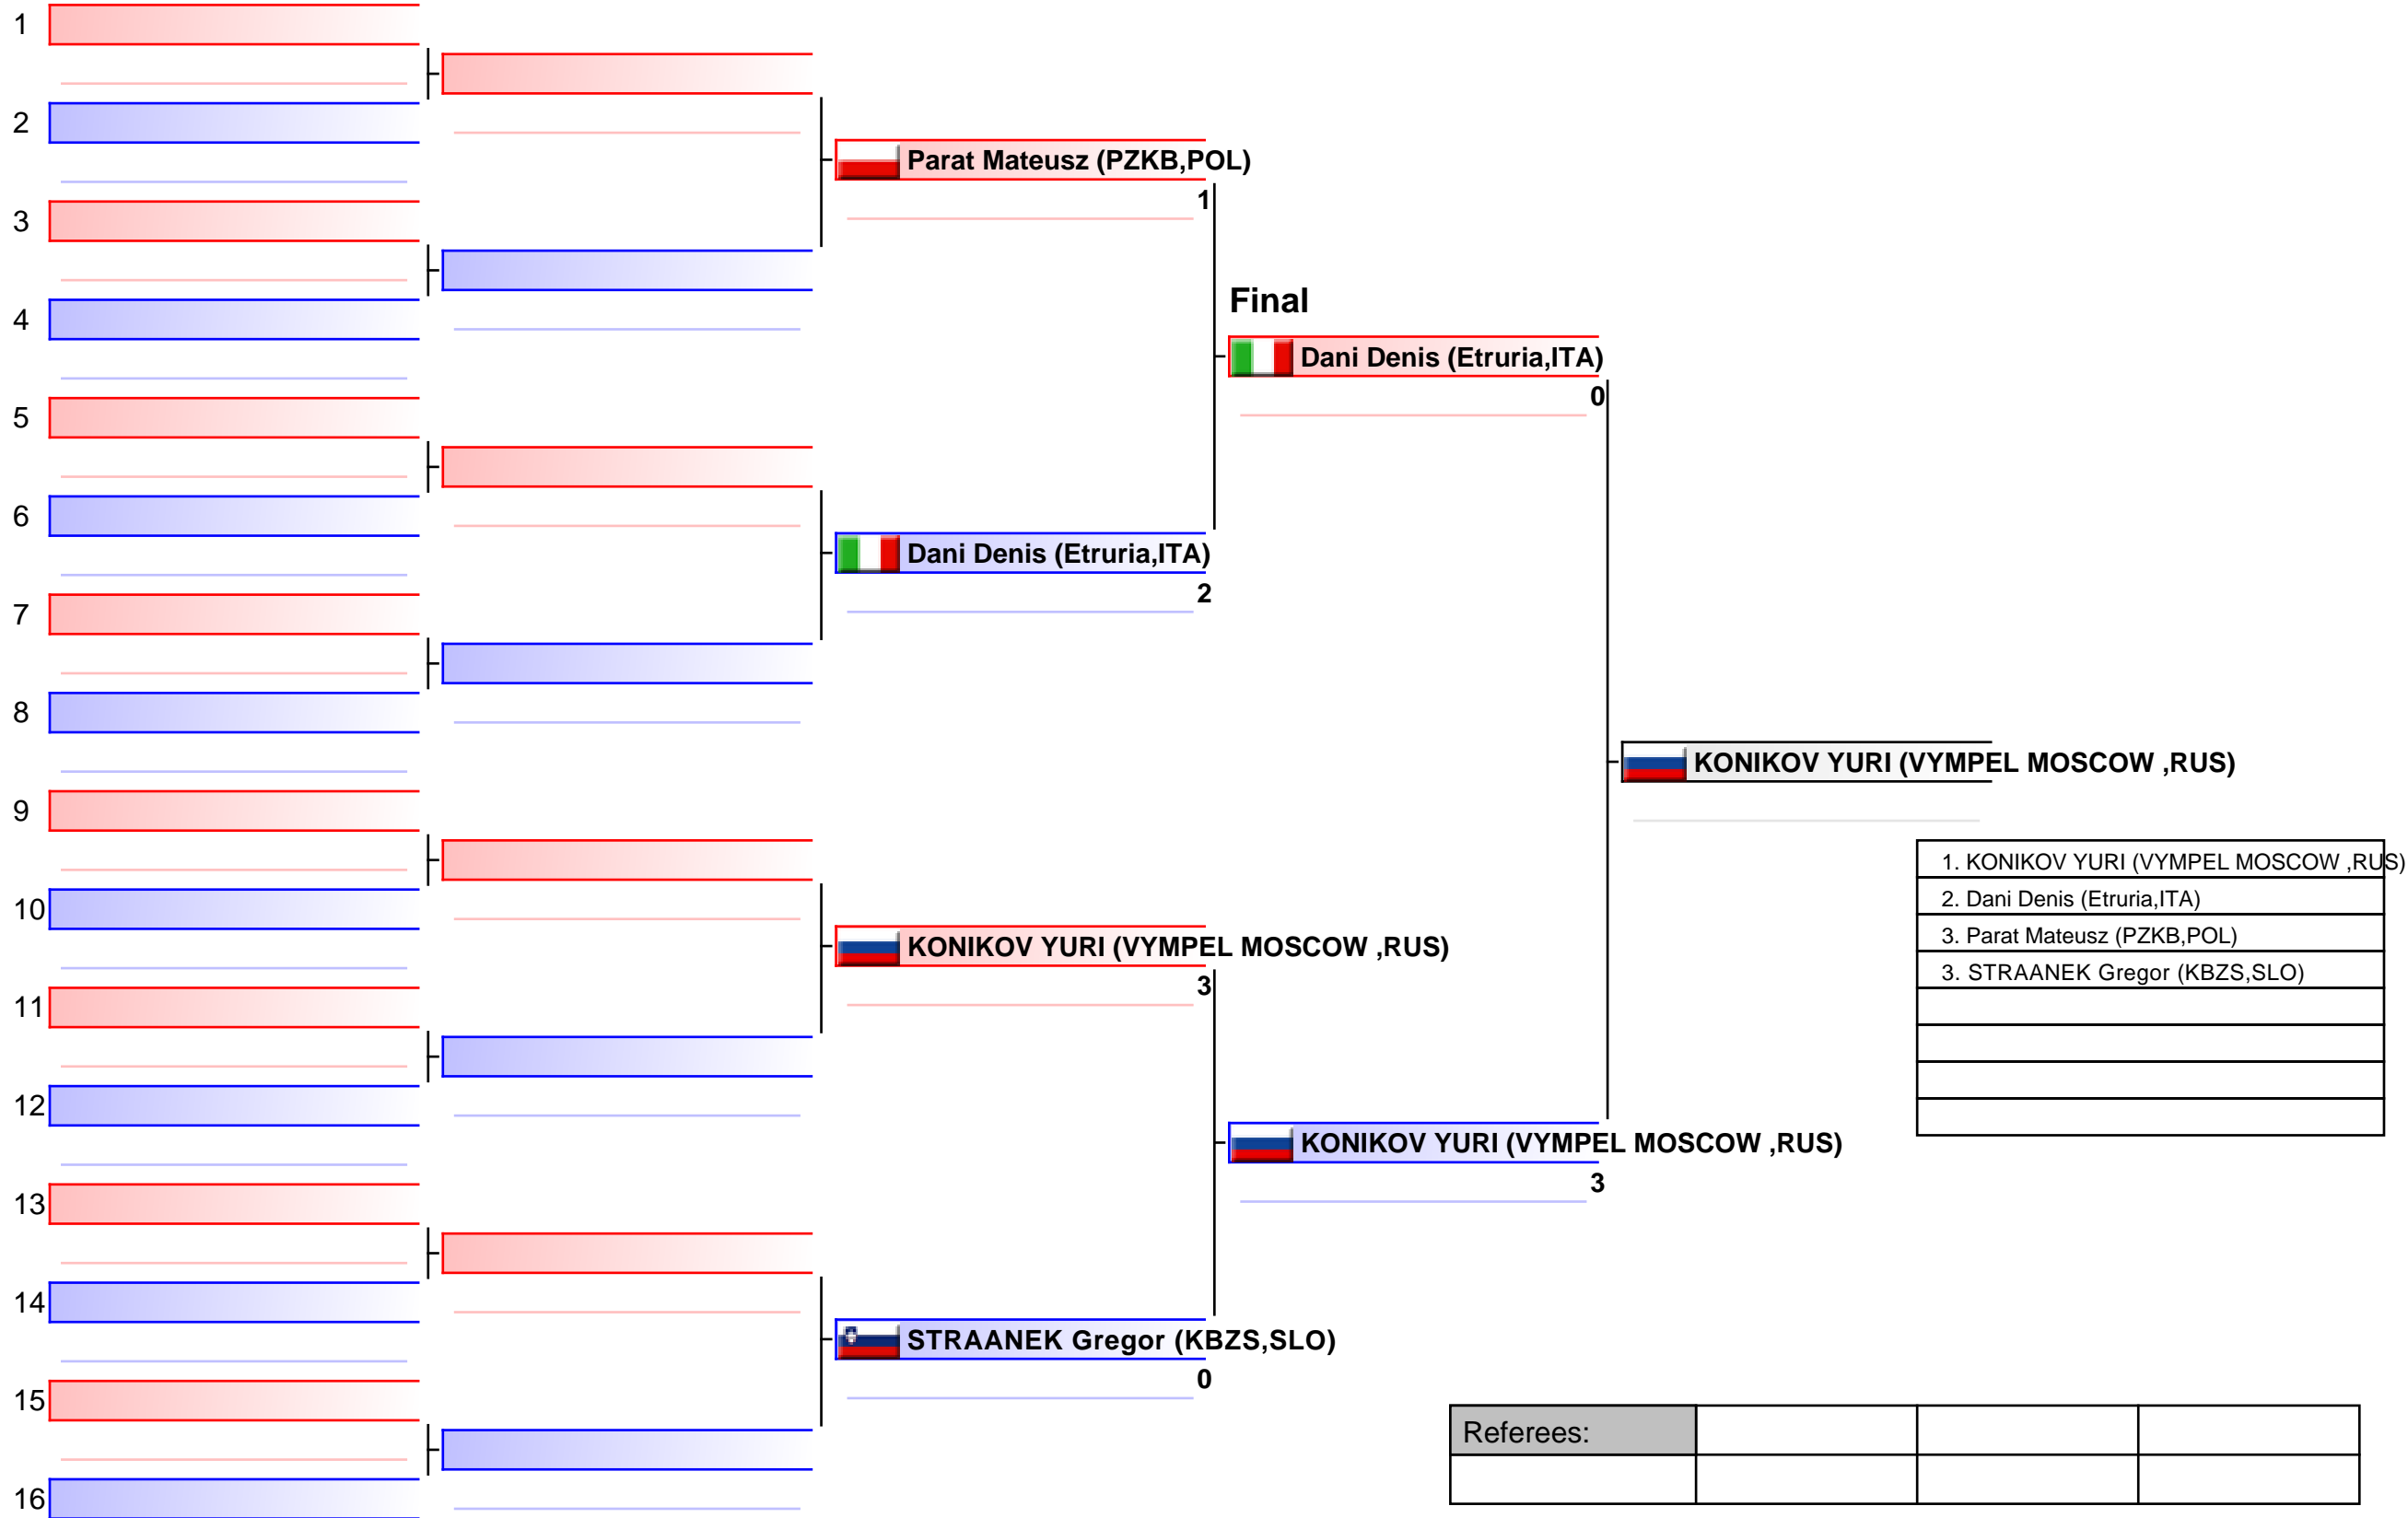 1
2
Parat Mateusz (PZKB,POL)
1
3
Final
4
Dani Denis (Etruria,ITA)
0
5
6
Dani Denis (Etruria,ITA)
2
7
8
KONIKOV YURI (VYMPEL MOSCOW ,RUS)
9
1. KONIKOV YURI (VYMPEL MOSCOW ,RUS)
2. Dani Denis (Etruria,ITA)
3. Parat Mateusz (PZKB,POL)
3. STRAANEK Gregor (KBZS,SLO)
10
KONIKOV YURI (VYMPEL MOSCOW ,RUS)
3
11
12
KONIKOV YURI (VYMPEL MOSCOW ,RUS)
3
13
14
STRAANEK Gregor (KBZS,SLO)
0
15
Referees:
16